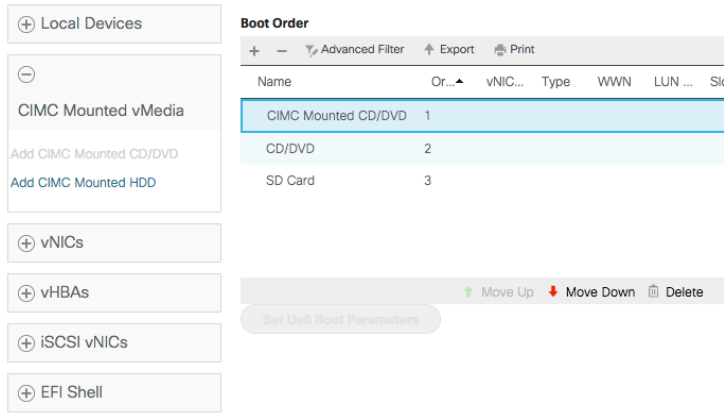 Local Devices
CIMC Mounted vMedia
Add CIMC Mounted CD/DVD
Add CIMC Mounted HDD
vNICs
vHBAs
iSCSI vNICs
EFI Shell
Boot Order
+ − Advanced Filter Export Print
Name Or... vNIC... Type WWN LUN ... Slo
CIMC Mounted CD/DVD 1
CD/DVD 2
SD Card 3
Move Up Move Down Delete
Set Uefi Boot Parameters